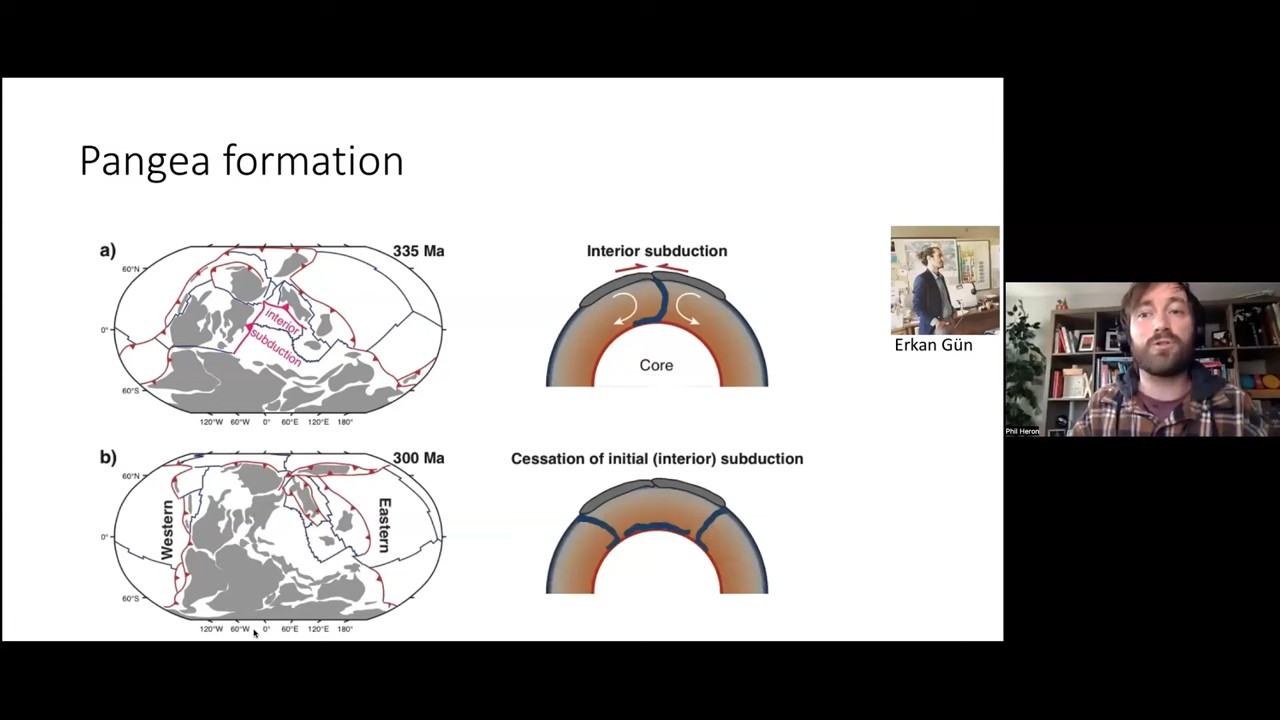 Pangea formation
a)
335 Ma
60°N
0°
60°S
interior
subduction
120°W 60°W 0° 60°E 120°E 180°
Interior subduction
Core
Erkan Gün
Phil Heron
b)
300 Ma
60°N
0°
60°S
Western
Eastern
120°W 60°W 0° 60°E 120°E 180°
Cessation of initial (interior) subduction